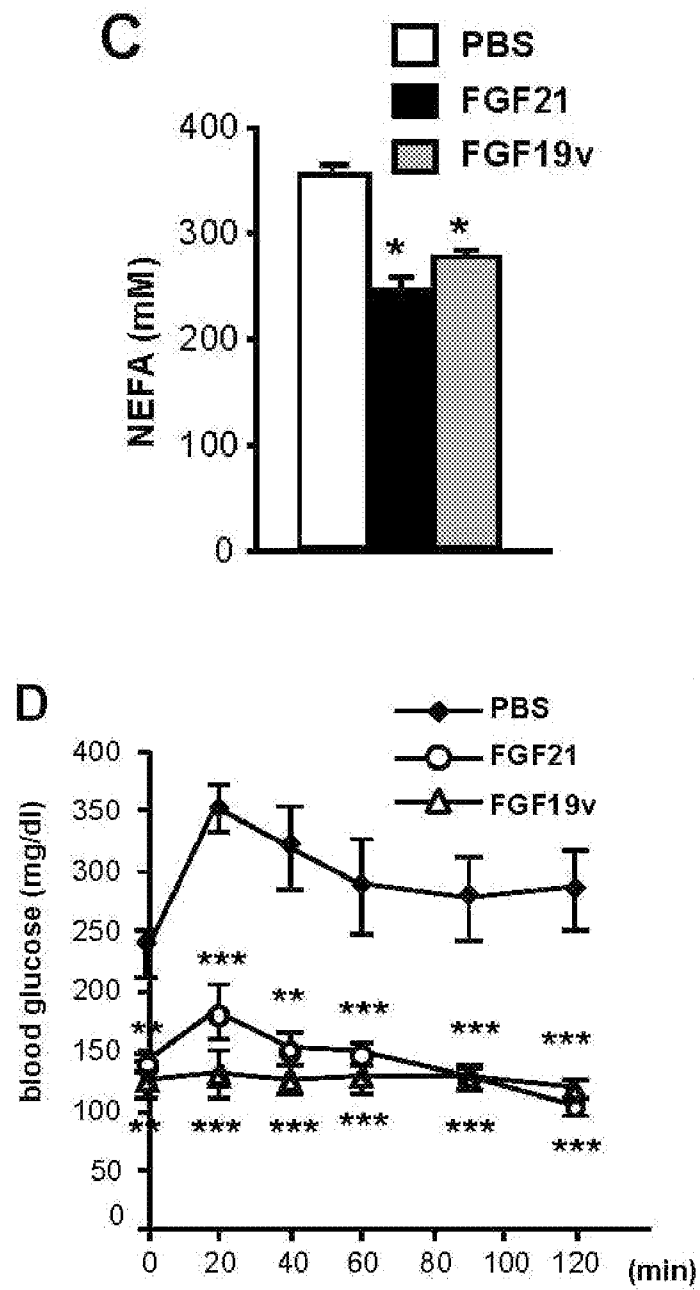 C
PBS
FGF21
FGF19v
400
300
200
100
0
NEFA (mM)
*
*
D
PBS
FGF21
FGF19v
400
350
300
250
200
150
100
50
0
blood glucose (mg/dl)
**
***
**
***
***
***
**
***
***
***
***
***
0 20 40 60 80 100 120 (min)